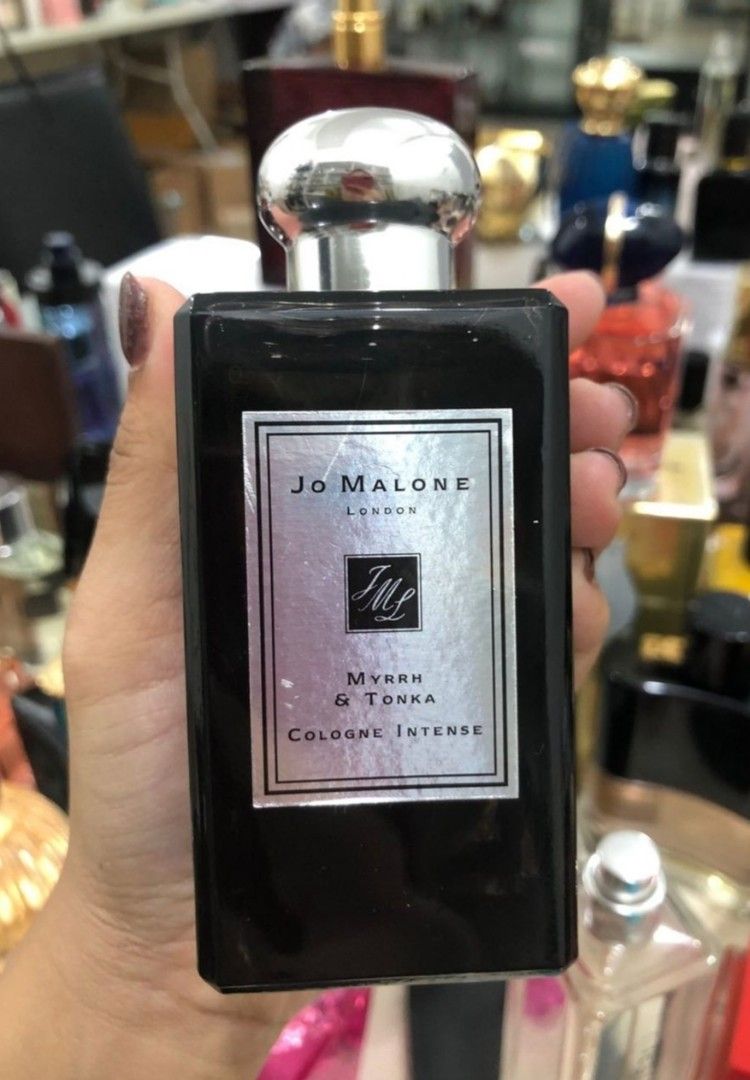 JO MALONE
LONDON
JML
MYRRH
& TONKA
COLOGNE INTENSE